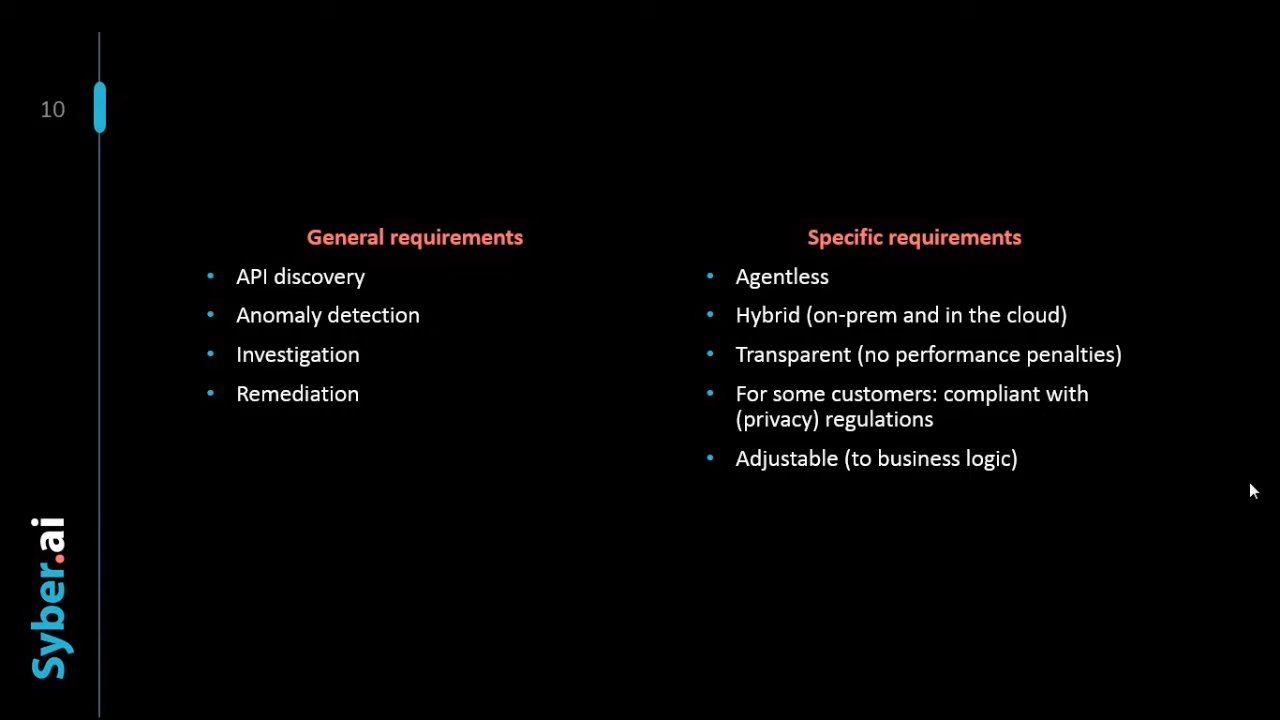 10
General requirements
• API discovery
• Anomaly detection
• Investigation
• Remediation
Specific requirements
• Agentless
• Hybrid (on-prem and in the cloud)
• Transparent (no performance penalties)
• For some customers: compliant with
(privacy) regulations
• Adjustable (to business logic)
Syber.ai